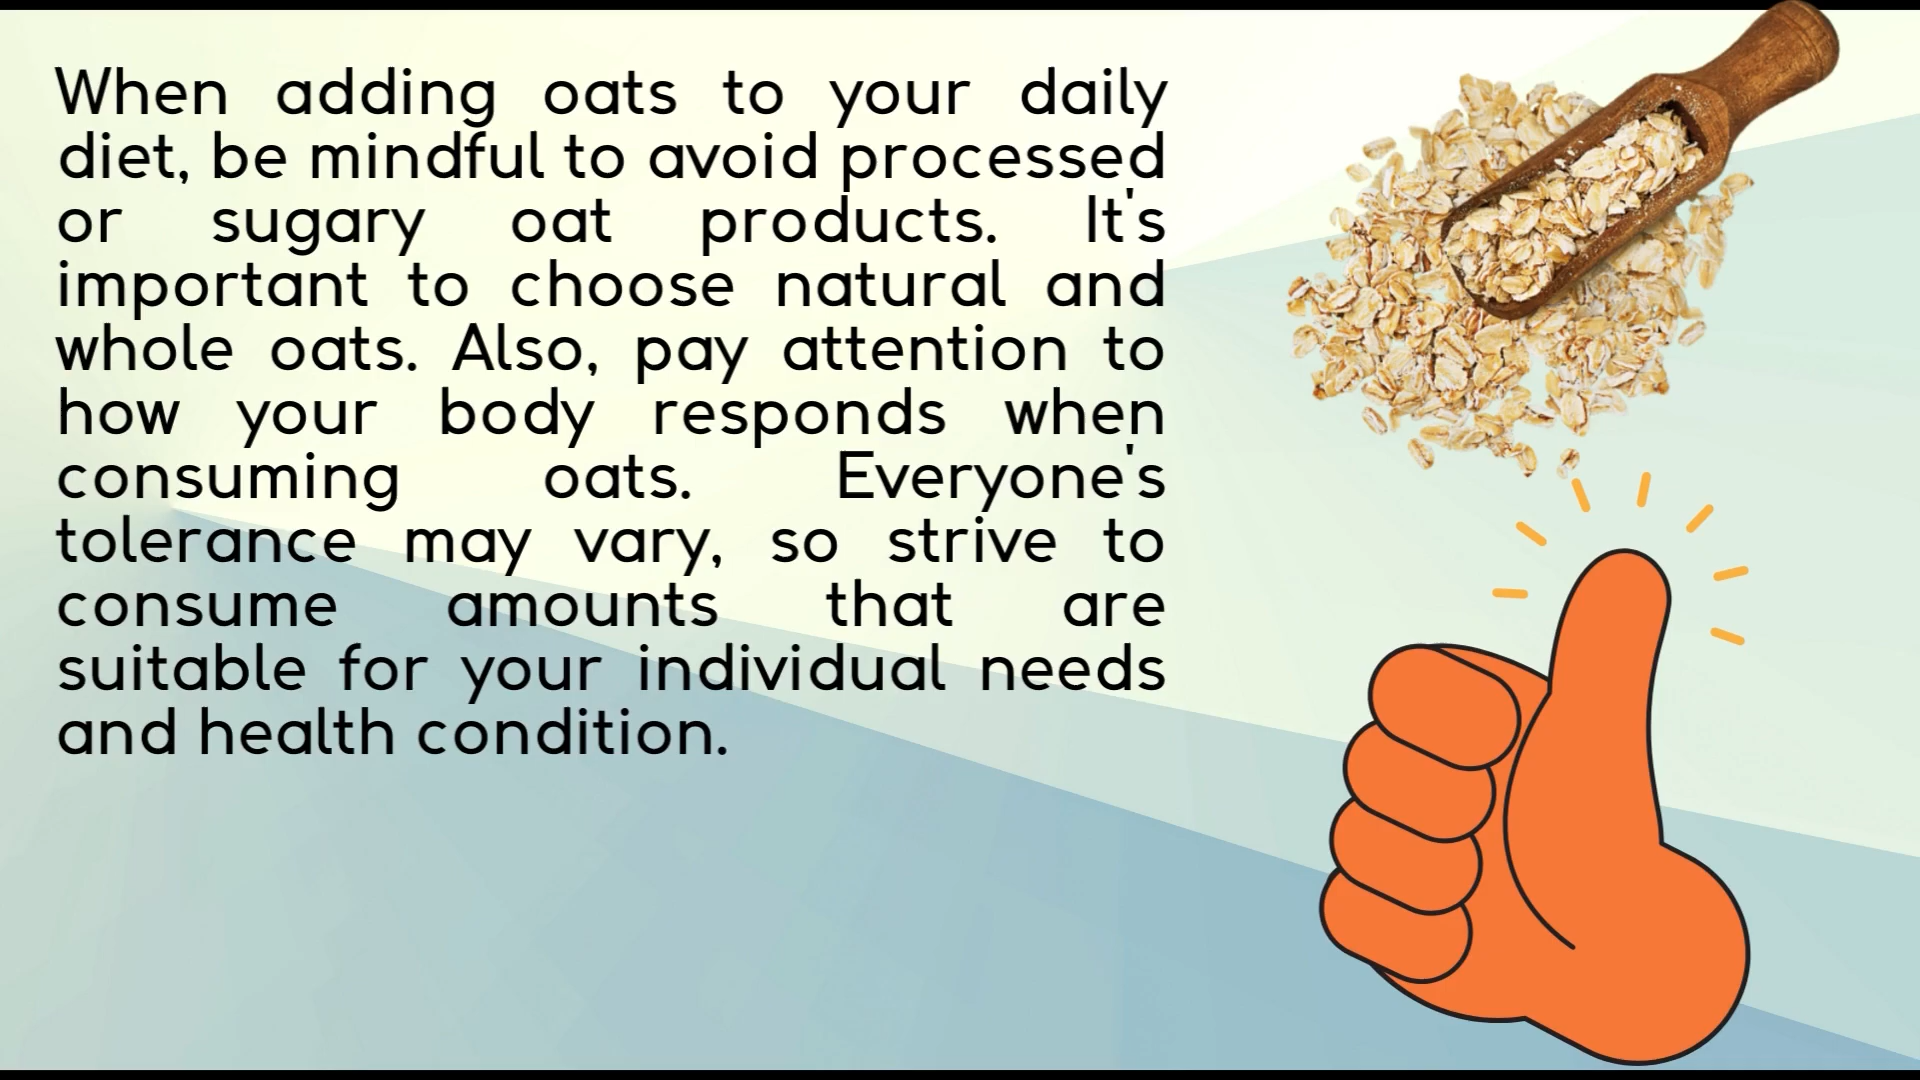 When adding oats to your daily
diet, be mindful to avoid processed
or sugary oat products. It's
important to choose natural and
whole oats. Also, pay attention to
how your body responds when
consuming oats. Everyone's
tolerance may vary, so strive to
consume amounts that are
suitable for your individual needs
and health condition.